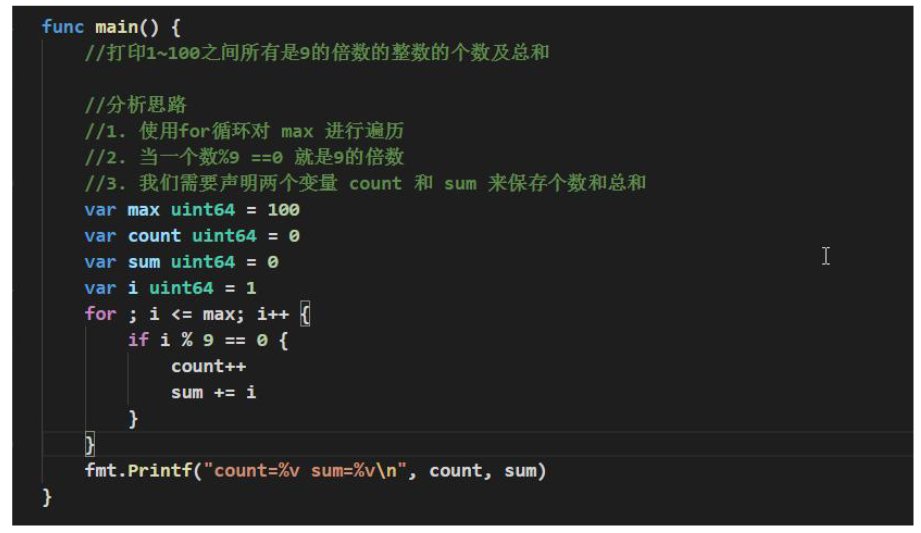 func main() {
//打印1~100之间所有是9的倍数的整数的个数及总和
//分析思路
//1. 使用for循环对 max 进行遍历
//2. 当一个数%9 ==0 就是9的倍数
//3. 我们需要声明两个变量 count 和 sum 来保存个数和总和
var max uint64 = 100
var count uint64 = 0
var sum uint64 = 0
var i uint64 = 1
for ; i <= max; i++ {
if i % 9 == 0 {
count++
sum += i
}
}
fmt.Printf("count=%v sum=%v\n", count, sum)
}